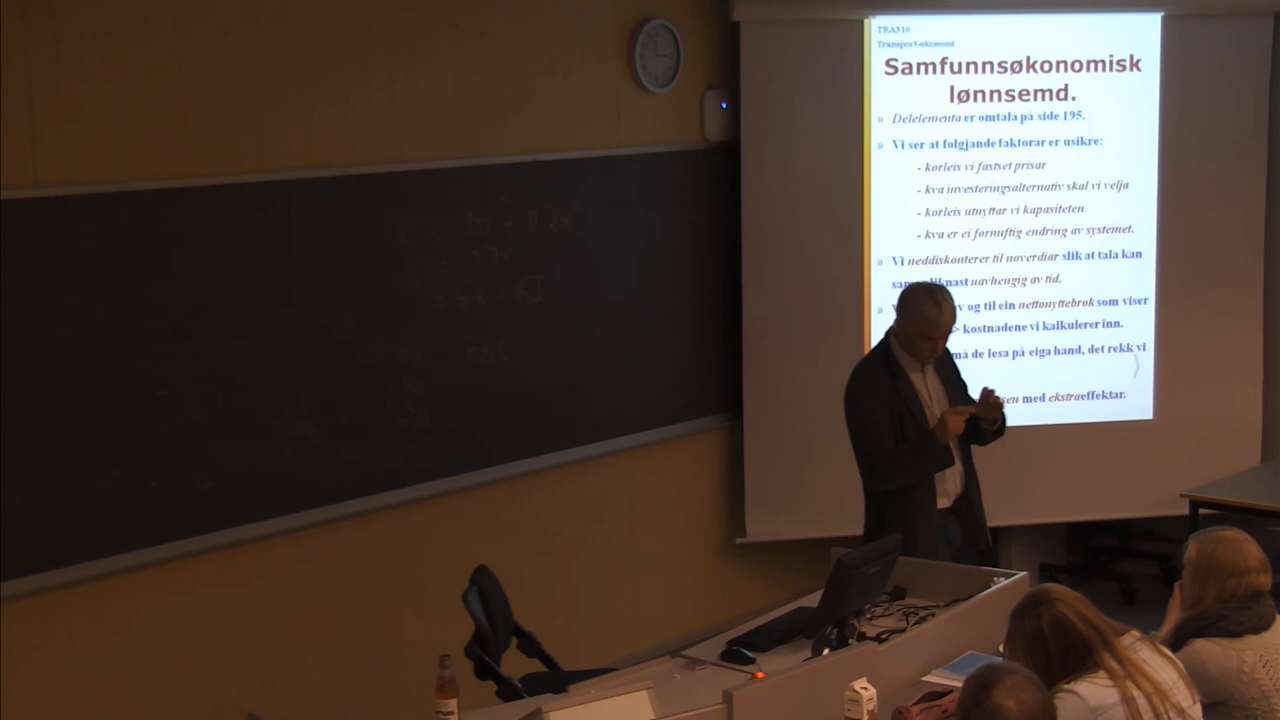 TRA310
Transport-økonomi
Samfunnsøkonomisk
lønnsemd.
» Delelementa er omtala på side 195.
» Vi ser at følgjande faktorar er usikre:
- korleis vi fastset prisar
- kva investeringsalternativ skal vi velja
- korleis utnyttar vi kapasiteten
- kva er ei fornuftig endring av systemet.
» Vi neddiskonterer til noverdiar slik at tala kan
uavhengig av tid.
og til ein nettonyttebrøk som viser
> kostnadene vi kalkulerer inn.
må de lesa på eiga hand, det rekk vi
med ekstraeffektar.